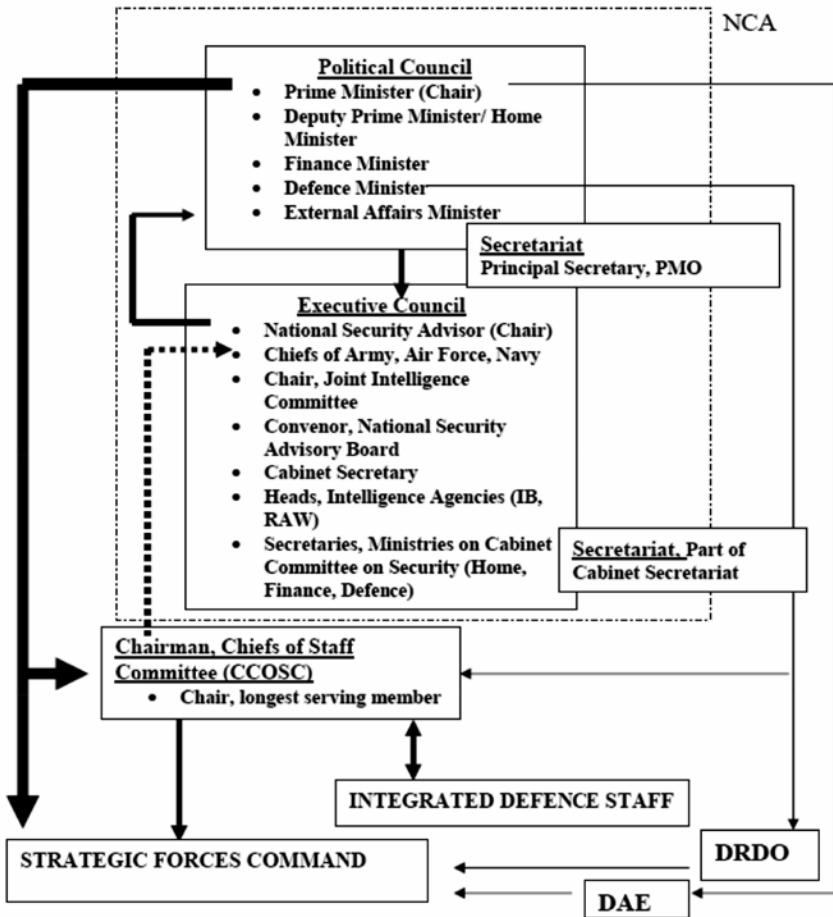 NCA
Political Council
• Prime Minister (Chair)
• Deputy Prime Minister/ Home
Minister
• Finance Minister
• Defence Minister
• External Affairs Minister
Secretariat
Principal Secretary, PMO
Executive Council
• National Security Advisor (Chair)
• Chiefs of Army, Air Force, Navy
• Chair, Joint Intelligence
Committee
• Convenor, National Security
Advisory Board
• Cabinet Secretary
• Heads, Intelligence Agencies (IB,
RAW)
• Secretaries, Ministries on Cabinet
Committee on Security (Home,
Finance, Defence)
Secretariat, Part of
Cabinet Secretariat
Chairman, Chiefs of Staff
Committee (CCOSC)
• Chair, longest serving member
INTEGRATED DEFENCE STAFF
STRATEGIC FORCES COMMAND
DRDO
DAE